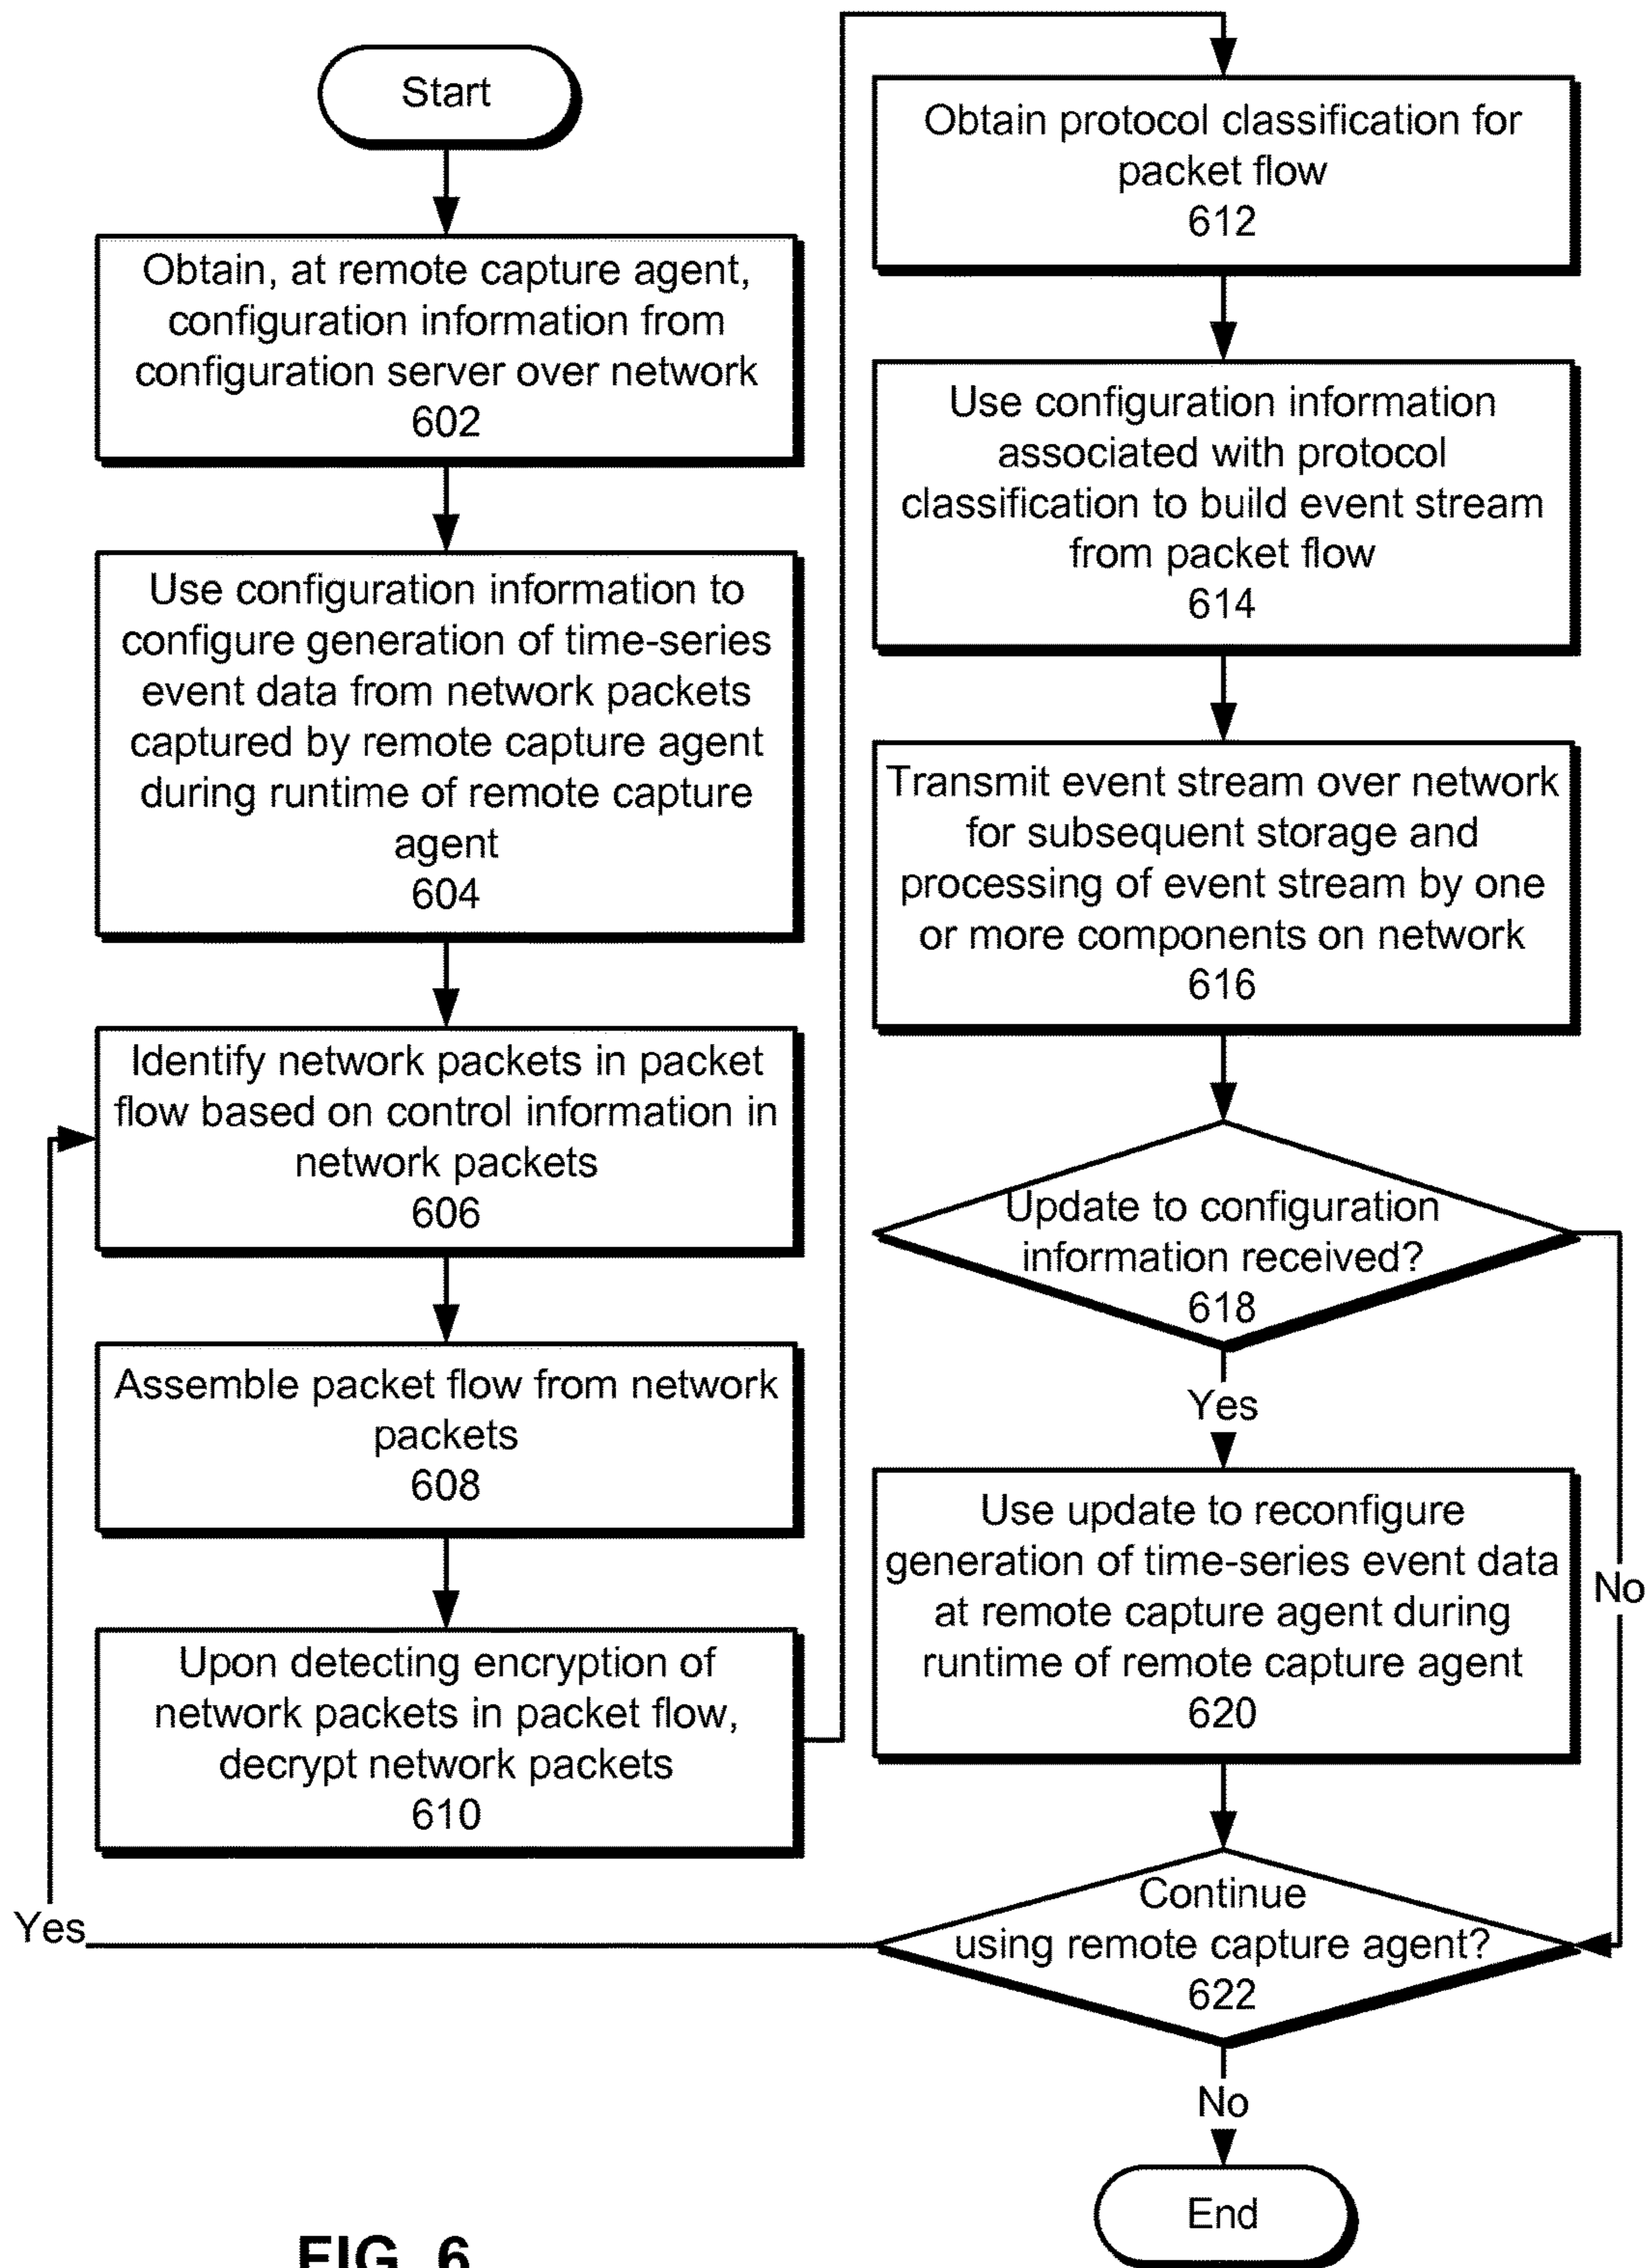 Start
Obtain, at remote capture agent,
configuration information from
configuration server over network
602
Use configuration information to
configure generation of time-series
event data from network packets
captured by remote capture agent
during runtime of remote capture
agent
604
Identify network packets in packet
flow based on control information in
network packets
606
Assemble packet flow from network
packets
608
Upon detecting encryption of
network packets in packet flow,
decrypt network packets
610
Obtain protocol classification for
packet flow
612
Use configuration information
associated with protocol
classification to build event stream
from packet flow
614
Transmit event stream over network
for subsequent storage and
processing of event stream by one
or more components on network
616
Update to configuration
information received?
618
Yes
No
Use update to reconfigure
generation of time-series event data
at remote capture agent during
runtime of remote capture agent
620
Continue
using remote capture agent?
622
Yes
No
End
FIG. 6